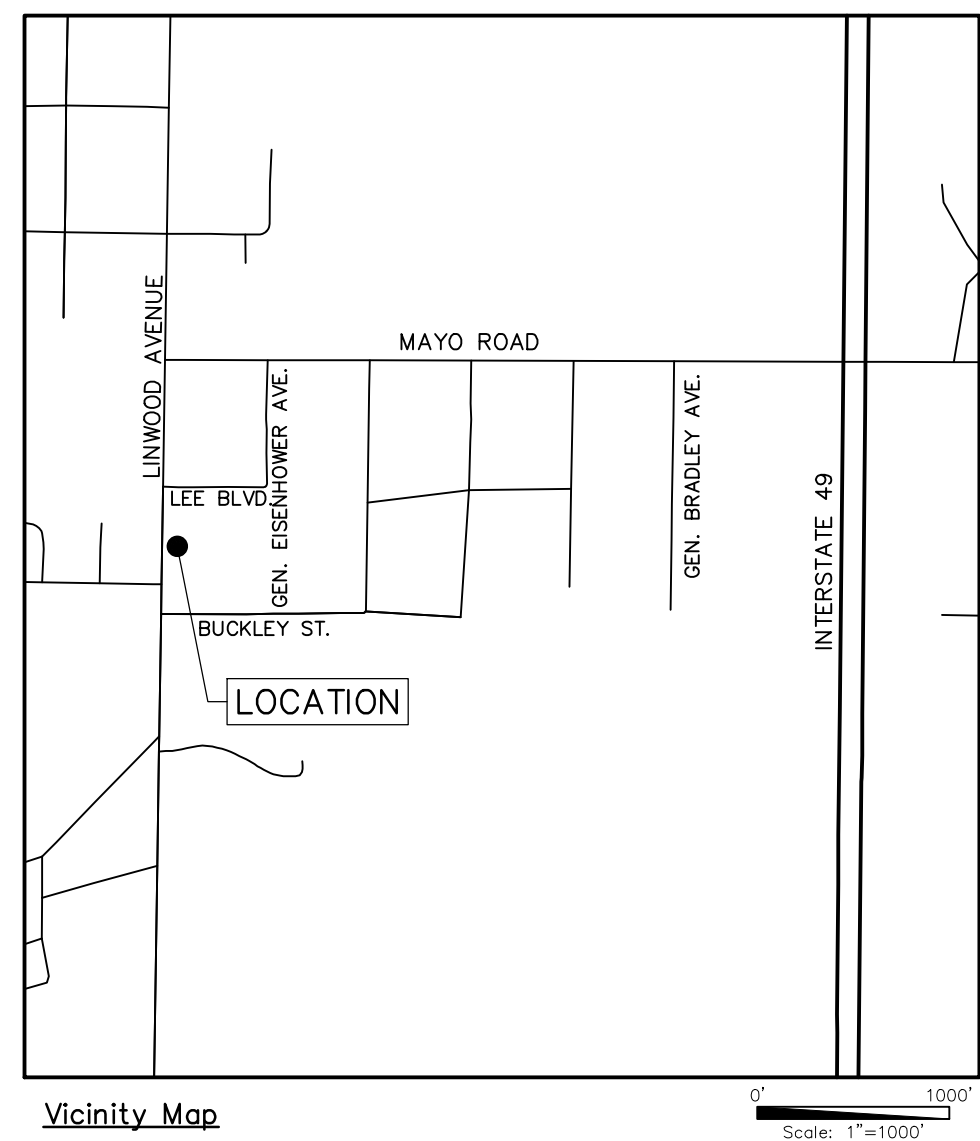 LINWOOD AVENUE
MAYO ROAD
GEN. EISENHOWER AVE.
GEN. BRADLEY AVE.
LEE BLVD.
INTERSTATE 49
BUCKLEY ST.
LOCATION
Vicinity Map
0' 1000'
Scale: 1"=1000'